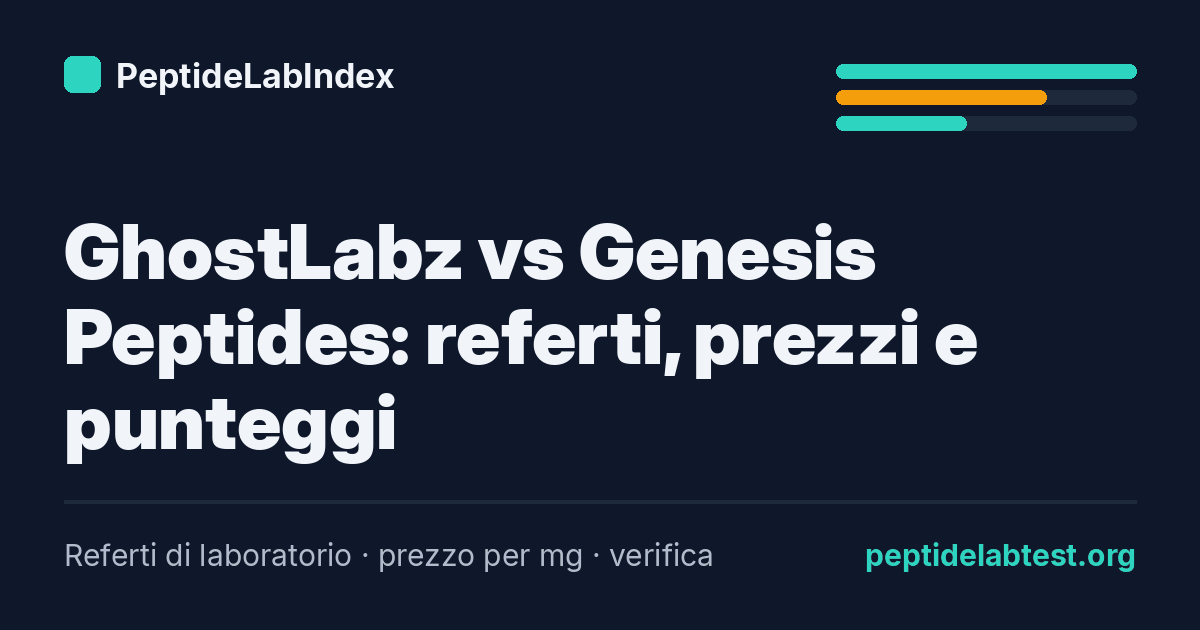 PeptideLabIndex
GhostLabz vs Genesis
Peptides: referti, prezzi e
punteggi
Referti di laboratorio · prezzo per mg · verifica
peptidelabtest.org